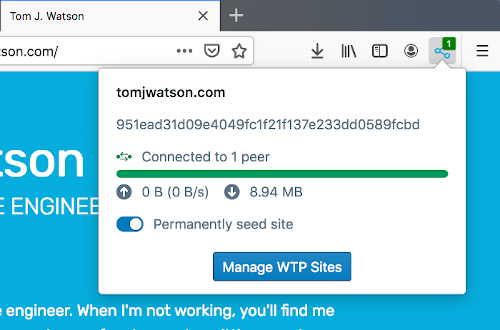 Tom J. Watson
tson.com/
1
tomjwatson.com
951ead31d09e4049fc1f21f137e233dd0589fcbd
Connected to 1 peer
0 B (0 B/s) 8.94 MB
Permanently seed site
Manage WTP Sites
tson
E ENGINEE
e engineer. When I'm not working, you'll find me